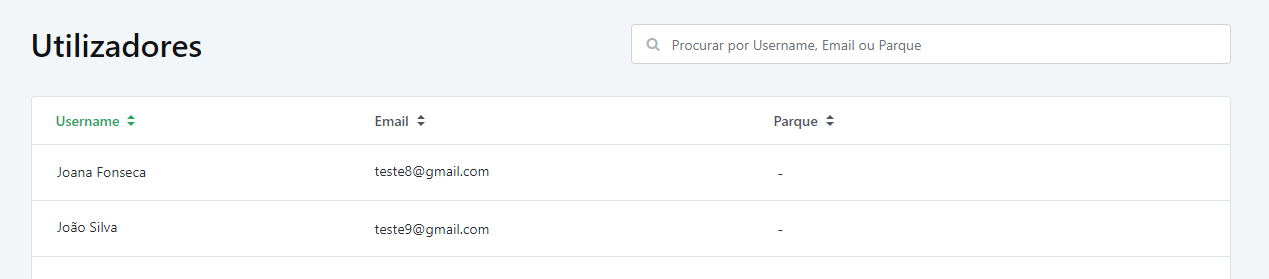 Utilizadores
Procurar por Username, Email ou Parque
Username Email Parque
Joana Fonseca teste8@gmail.com -
João Silva teste9@gmail.com -